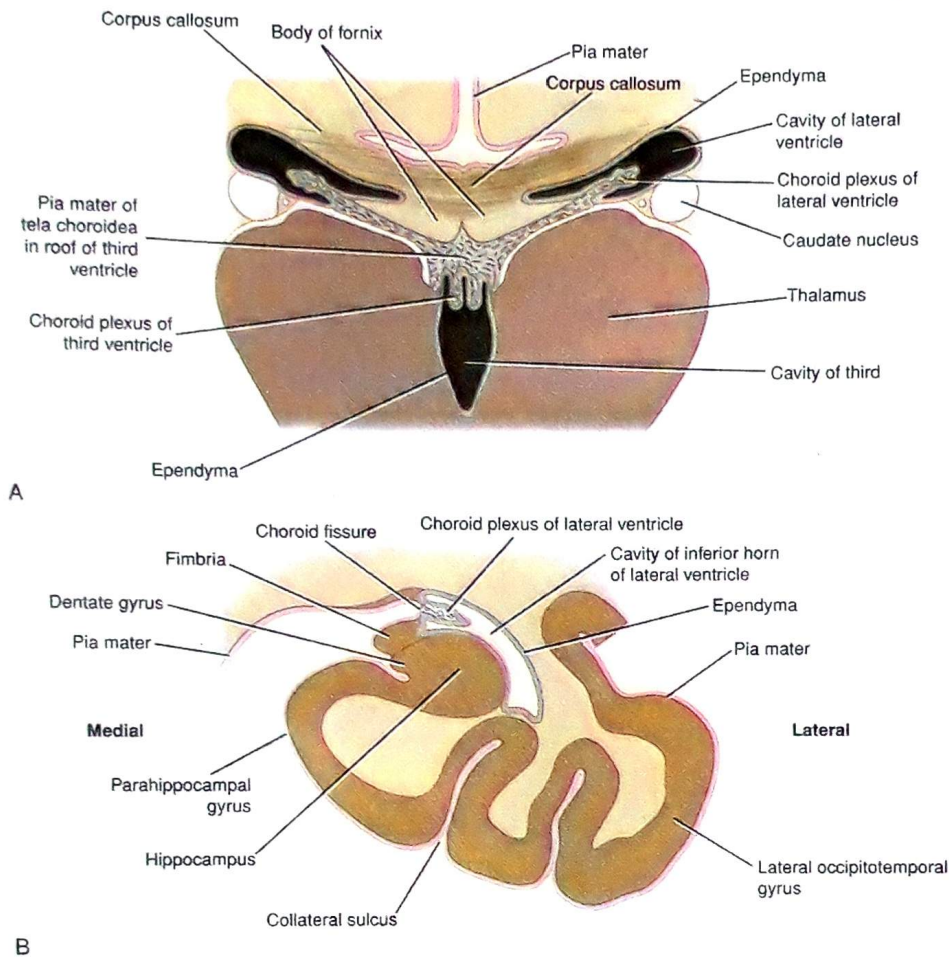 Corpus callosum
Body of fornix
Pia mater
Corpus callosum
Ependyma
Cavity of lateral
ventricle
Choroid plexus of
lateral ventricle
Pia mater of
tela choroidea
in roof of third
ventricle
Caudate nucleus
Thalamus
Choroid plexus of
third ventricle
Cavity of third
Ependyma
A
Choroid fissure
Choroid plexus of lateral ventricle
Fimbria
Cavity of inferior horn
of lateral ventricle
Dentate gyrus
Ependyma
Pia mater
Pia mater
Medial
Lateral
Parahippocampal
gyrus
Hippocampus
Lateral occipitotemporal
gyrus
Collateral sulcus
B